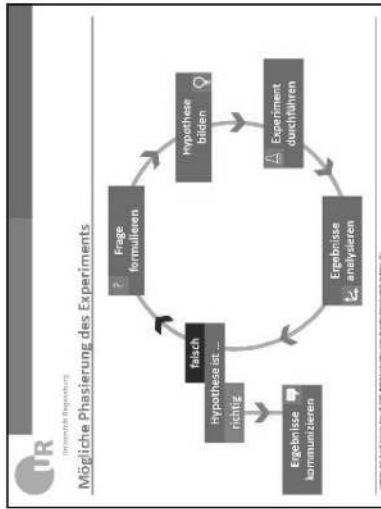 UR
Universität Regensburg
Mögliche Phasierung des Experiments
?
Frage
formulieren
Hypothese
bilden
Experiment
durchführen
Ergebnisse
analysieren
falsch
Hypothese ist ...
richtig
Ergebnisse
kommunizieren